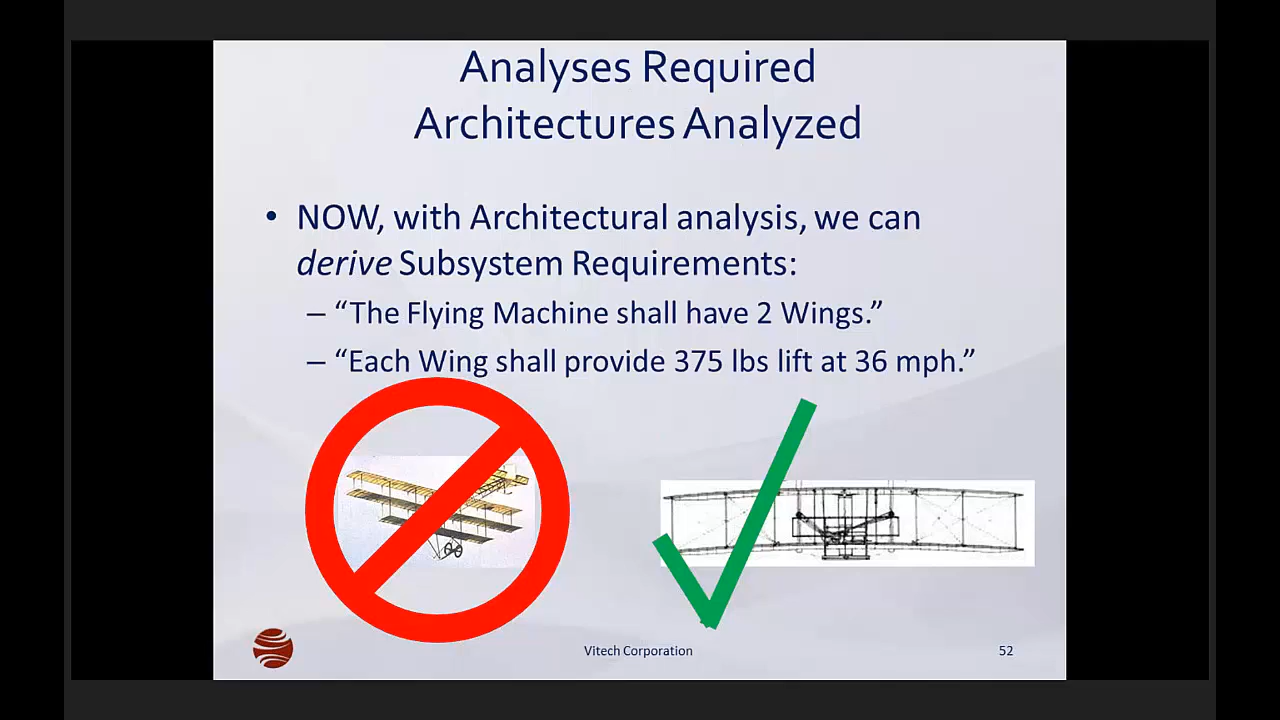 Analyses Required
Architectures Analyzed
• NOW, with Architectural analysis, we can
derive Subsystem Requirements:
– “The Flying Machine shall have 2 Wings.”
– “Each Wing shall provide 375 lbs lift at 36 mph.”
Vitech Corporation
52